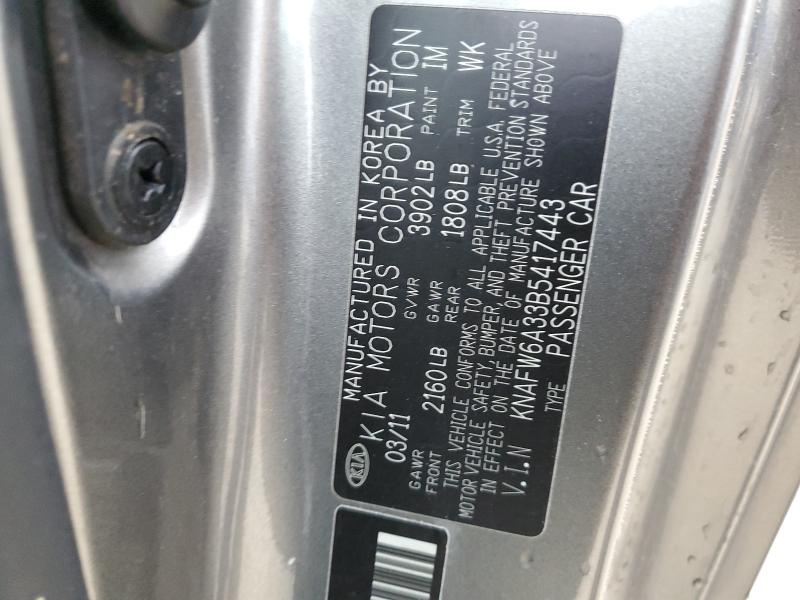 KIA
MANUFACTURED IN KOREA BY
KIA MOTORS CORPORATION
03/11 GVWR 3902LB PAINT IM
GAWR FRONT 2160LB GAWR REAR 1808LB TRIM WK
THIS VEHICLE CONFORMS TO ALL APPLICABLE U.S.A. FEDERAL
MOTOR VEHICLE SAFETY, BUMPER, AND THEFT PREVENTION STANDARDS
IN EFFECT ON THE DATE OF MANUFACTURE SHOWN ABOVE
V.I.N KNAFW6A33B5417443
TYPE PASSENGER CAR